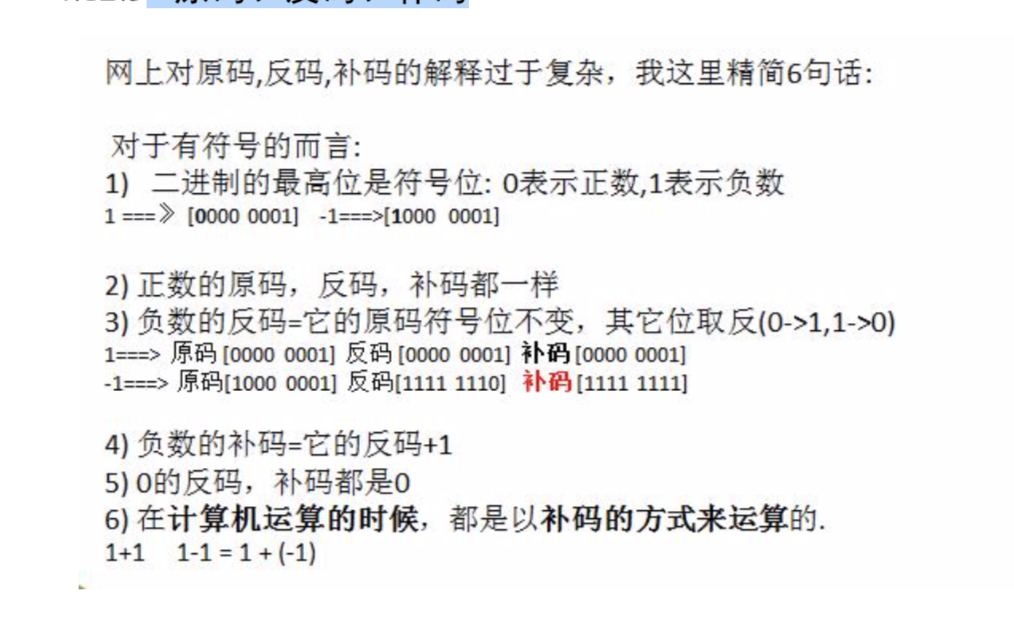 网上对原码,反码,补码的解释过于复杂，我这里精简6句话:
对于有符号的而言:
1) 二进制的最高位是符号位: 0表示正数,1表示负数
1 ===》 [0000 0001] -1===>[1000 0001]
2) 正数的原码，反码，补码都一样
3) 负数的反码=它的原码符号位不变，其它位取反(0->1,1->0)
1===> 原码 [0000 0001] 反码 [0000 0001] 补码 [0000 0001]
-1===> 原码[1000 0001] 反码[1111 1110] 补码 [1111 1111]
4) 负数的补码=它的反码+1
5) 0的反码，补码都是0
6) 在计算机运算的时候，都是以补码的方式来运算的.
1+1 1-1 = 1 + (-1)